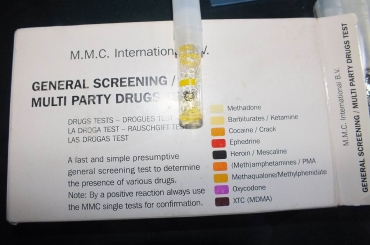 M.M.C. International B.V.
GENERAL SCREENING /
MULTI PARTY DRUGS TEST
DRUGS TESTS – DROGUES TEST
LA DROGA TEST – RAUSCHGIFT TEST
LAS DROGAS TEST
A last and simple presumptive
general screening test to determine
the presence of various drugs.
Note: By a positive reaction always use
the MMC single tests for confirmation.
Methadone
Barbiturates / Ketamine
Cocaine / Crack
Ephedrine
Heroin / Mescaline
(Meth)amphetamines / PMA
Methaqualone/Methylphenidate
Oxycodone
XTC (MDMA)
M.M.C. International B.V.
GENERAL SCREENING / MULTI PARTY DRUGS TEST